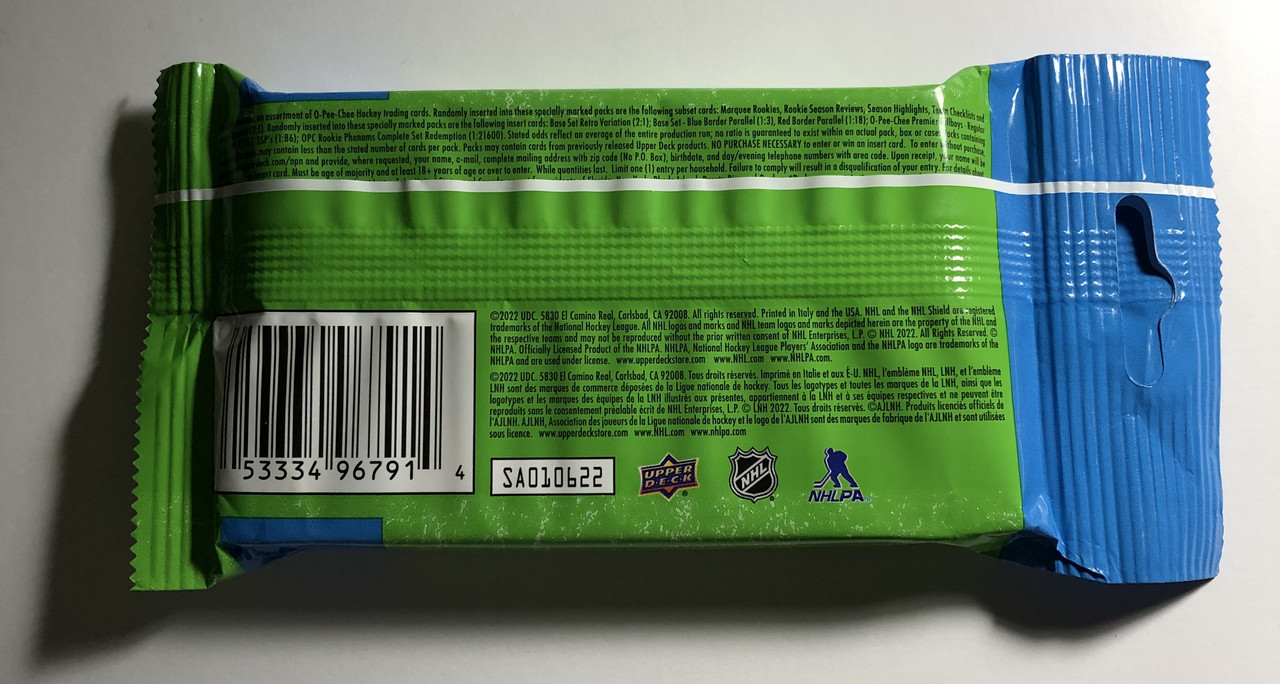 an assortment of O-Pee-Chee Hockey trading cards. Randomly inserted into these specially marked packs are the following subset cards: Marquee Rookies, Rookie Season Reviews, Season Highlights, Team Checklists and
(2:1). Randomly inserted into these specially marked packs are the following insert cards: Base Set Retro Variation (2:1); Base Set - Blue Border Parallel (1:3), Red Border Parallel (1:18); O-Pee-Chee Premier - Regular
SSP's (1:86); OPC Rookie Phenoms Complete Set Redemption (1:21600). Stated odds reflect an average of the entire production run; no ratio is guaranteed to exist within an actual pack, box or case. Packs containing
may contain less than the stated number of cards per pack. Packs may contain cards from previously released Upper Deck products. NO PURCHASE NECESSARY to enter or win an insert card. To enter without purchase,
deck.com/npn and provide, where requested, your name, e-mail, complete mailing address with zip code (No P.O. Box), birthdate, and day/evening telephone numbers with area code. Upon receipt, your name will be
insert card. Must be age of majority and at least 18+ years of age or over to enter. While quantities last. Limit one (1) entry per household. Failure to comply will result in a disqualification of your entry. For details about
©2022 UDC. 5830 El Camino Real, Carlsbad, CA 92008. All rights reserved. Printed in Italy and the USA. NHL and the NHL Shield are registered
trademarks of the National Hockey League. All NHL logos and marks and NHL team logos and marks depicted herein are the property of the NHL and
the respective teams and may not be reproduced without the prior written consent of NHL Enterprises, L.P. © NHL 2022. All Rights Reserved. ©
NHLPA. Officially Licensed Product of the NHLPA. NHLPA, National Hockey League Players' Association and the NHLPA logo are trademarks of the
NHLPA and are used under license. www.upperdeckstore.com www.NHL.com www.NHLPA.com.
©2022 UDC. 5830 El Camino Real, Carlsbad, CA 92008. Tous droits réservés. Imprimé en Italie et aux É-U. NHL, l'emblème NHL, LNH, et l'emblème
LNH sont des marques de commerce déposées de la Ligue nationale de hockey. Tous les logotypes et toutes les marques de la LNH, ainsi que les
logotypes et les marques des équipes de la LNH illustrés aux présentes, appartiennent à la LNH et à ses équipes respectives et ne peuvent être
reproduits sans le consentement préalable écrit de NHL Enterprises, L.P. © LNH 2022. Tous droits réservés. ©AJLNH. Produits licenciés officiels de
l'AJLNH. AJLNH, Association des joueurs de la Ligue nationale de hockey et le logo de l'AJLNH sont des marques de fabrique de l'AJLNH et sont utilisées
sous licence. www.upperdeckstore.com www.NHL.com www.nhlpa.com
53334 96791 4
SA010622
UPPER
DECK
NHL
NHLPA